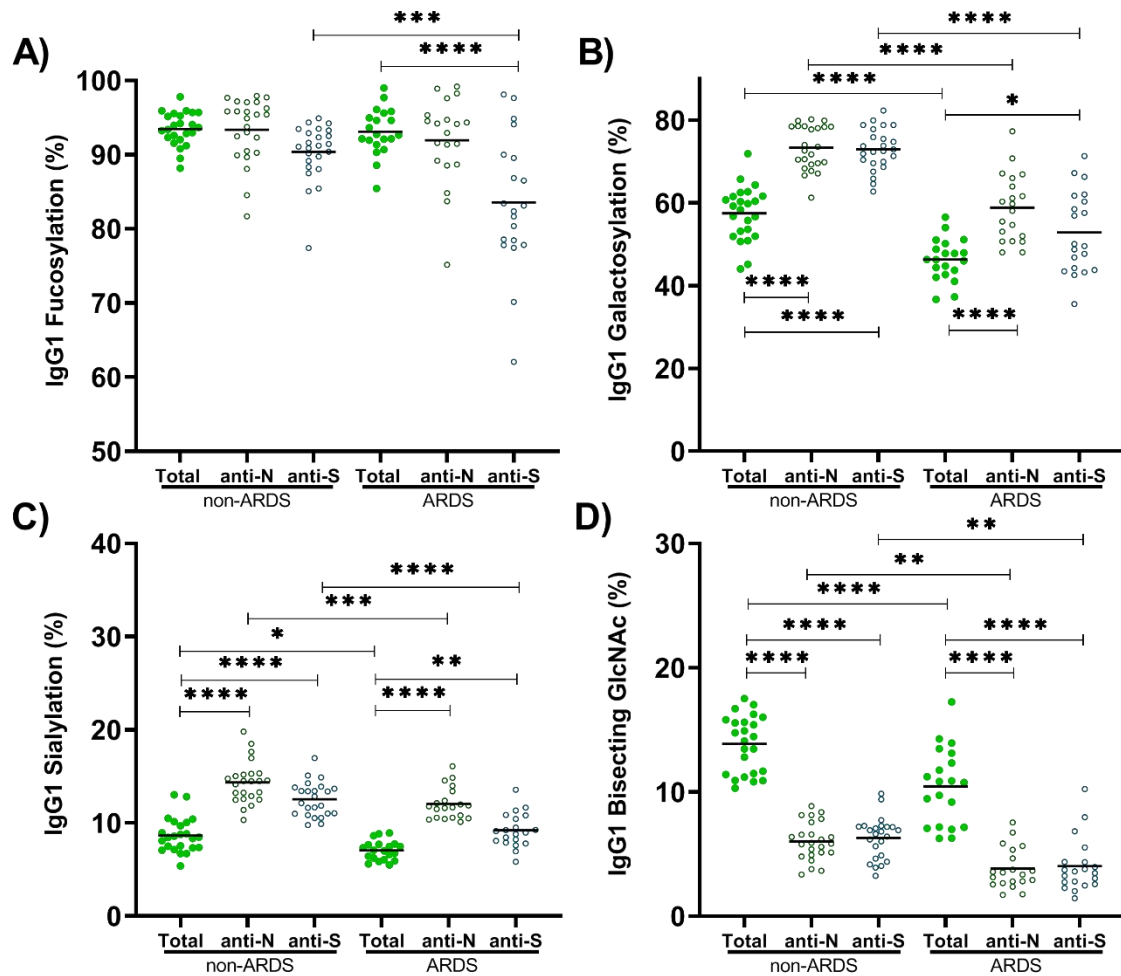 A)
***
****
IgG1 Fucosylation (%)
100
90
80
70
60
50
Total anti-N anti-S Total anti-N anti-S
non-ARDS ARDS
B)
****
****
****
*
****
****
****
IgG1 Galactosylation (%)
80
60
40
20
0
Total anti-N anti-S Total anti-N anti-S
non-ARDS ARDS
C)
****
***
*
****
**
****
****
IgG1 Sialylation (%)
40
30
20
10
0
Total anti-N anti-S Total anti-N anti-S
non-ARDS ARDS
D)
**
**
****
****
****
****
****
IgG1 Bisecting GlcNAc (%)
30
20
10
0
Total anti-N anti-S Total anti-N anti-S
non-ARDS ARDS